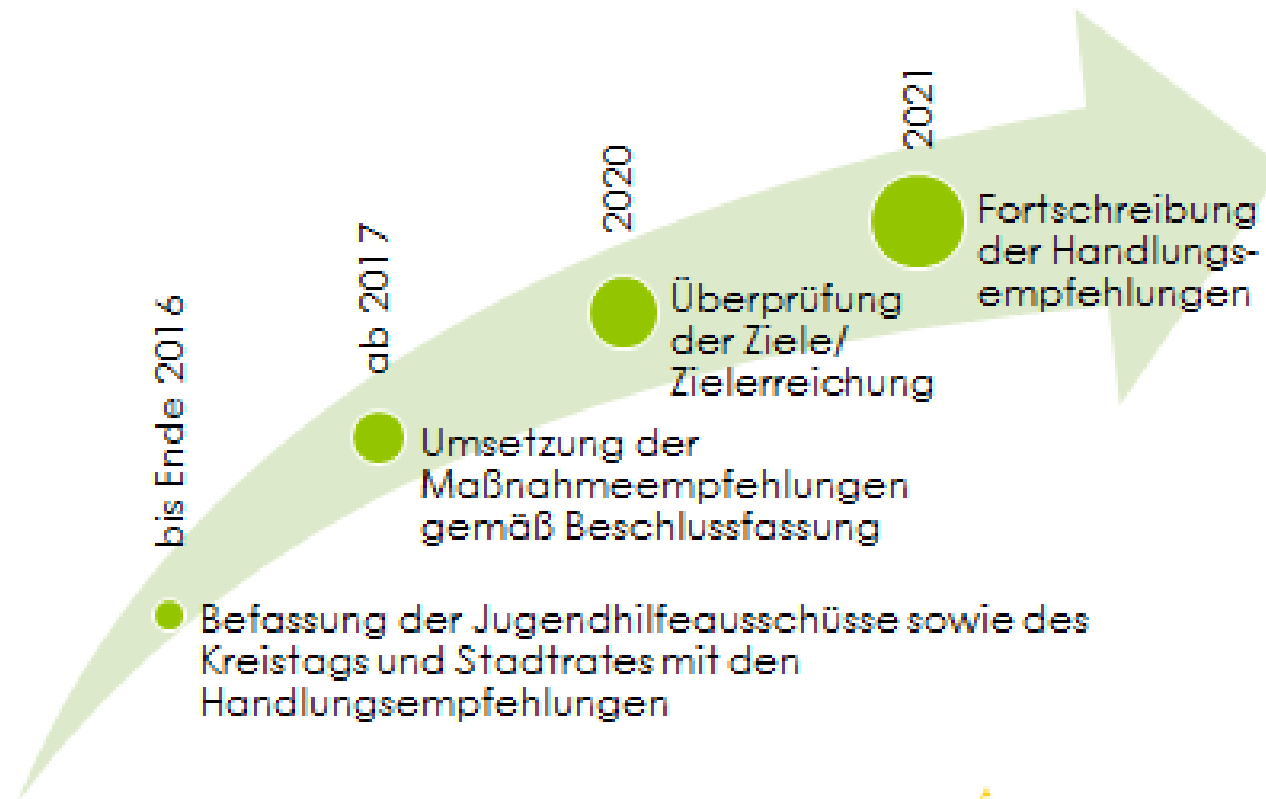 bis Ende 2016
Befassung der Jugendhilfeausschüsse sowie des
Kreistags und Stadtrates mit den
Handlungsempfehlungen
ab 2017
Umsetzung der
Maßnahmeempfehlungen
gemäß Beschlussfassung
2020
Überprüfung
der Ziele/
Zielerreichung
2021
Fortschreibung
der Handlungs-
empfehlungen